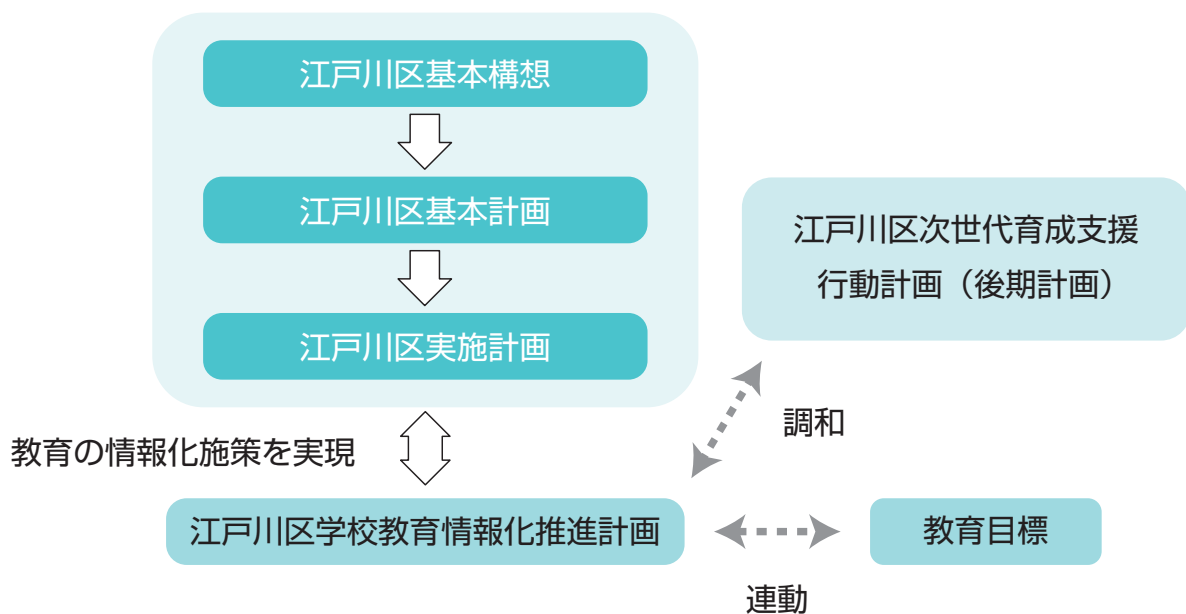 江戸川区基本構想
江戸川区基本計画
江戸川区実施計画
江戸川区次世代育成支援
行動計画（後期計画）
調和
教育の情報化施策を実現
江戸川区学校教育情報化推進計画
教育目標
連動